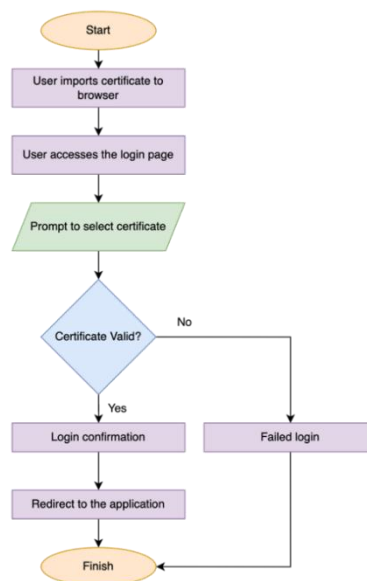 Start
User imports certificate to
browser
User accesses the login page
Prompt to select certificate
Certificate Valid?
No
Yes
Login confirmation
Failed login
Redirect to the application
Finish